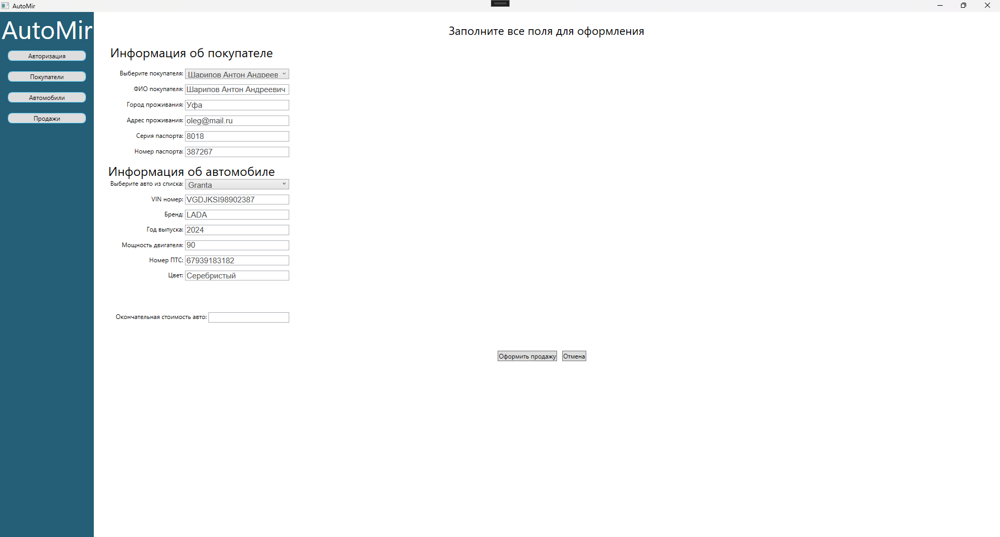 AutoMir
AutoMir
Авторизация
Покупатели
Автомобили
Продажи
Заполните все поля для оформления
Информация об покупателе
Выберите покупателя: Шарипов Антон Андреев
ФИО покупателя: Шарипов Антон Андреевич
Город проживания: Уфа
Адрес проживания: oleg@mail.ru
Серия паспорта: 8018
Номер паспорта: 387267
Информация об автомобиле
Выберите авто из списка: Granta
VIN номер: VGDJKSI98902387
Бренд: LADA
Год выпуска: 2024
Мощность двигателя: 90
Номер ПТС: 67939183182
Цвет: Серебристый
Окончательная стоимость авто:
Оформить продажу Отмена